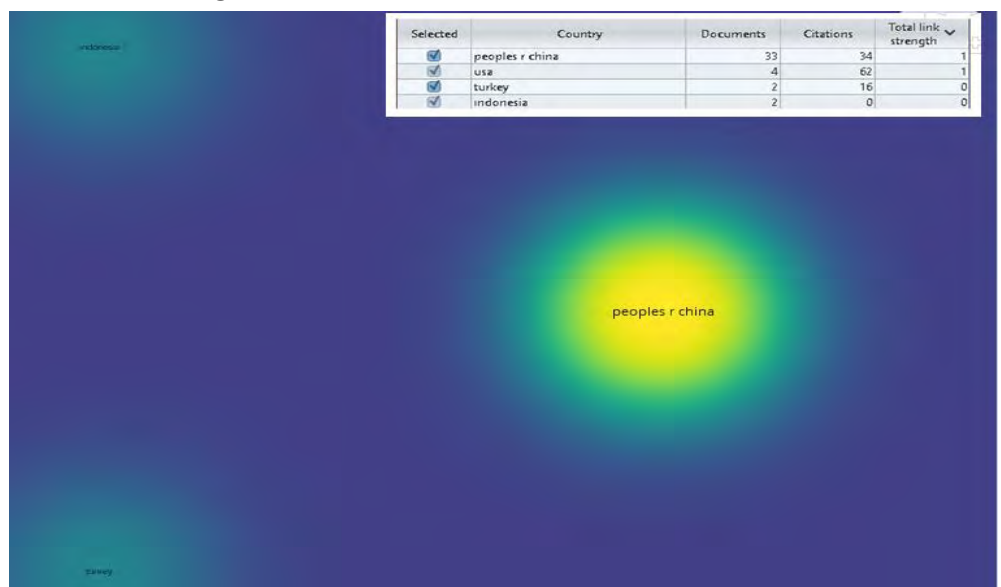 Selected Country Documents Citations Total link strength
peoples r china 33 34 1
usa 4 62 1
turkey 2 16 0
indonesia 2 0 0
indonesia
peoples r china
turkey